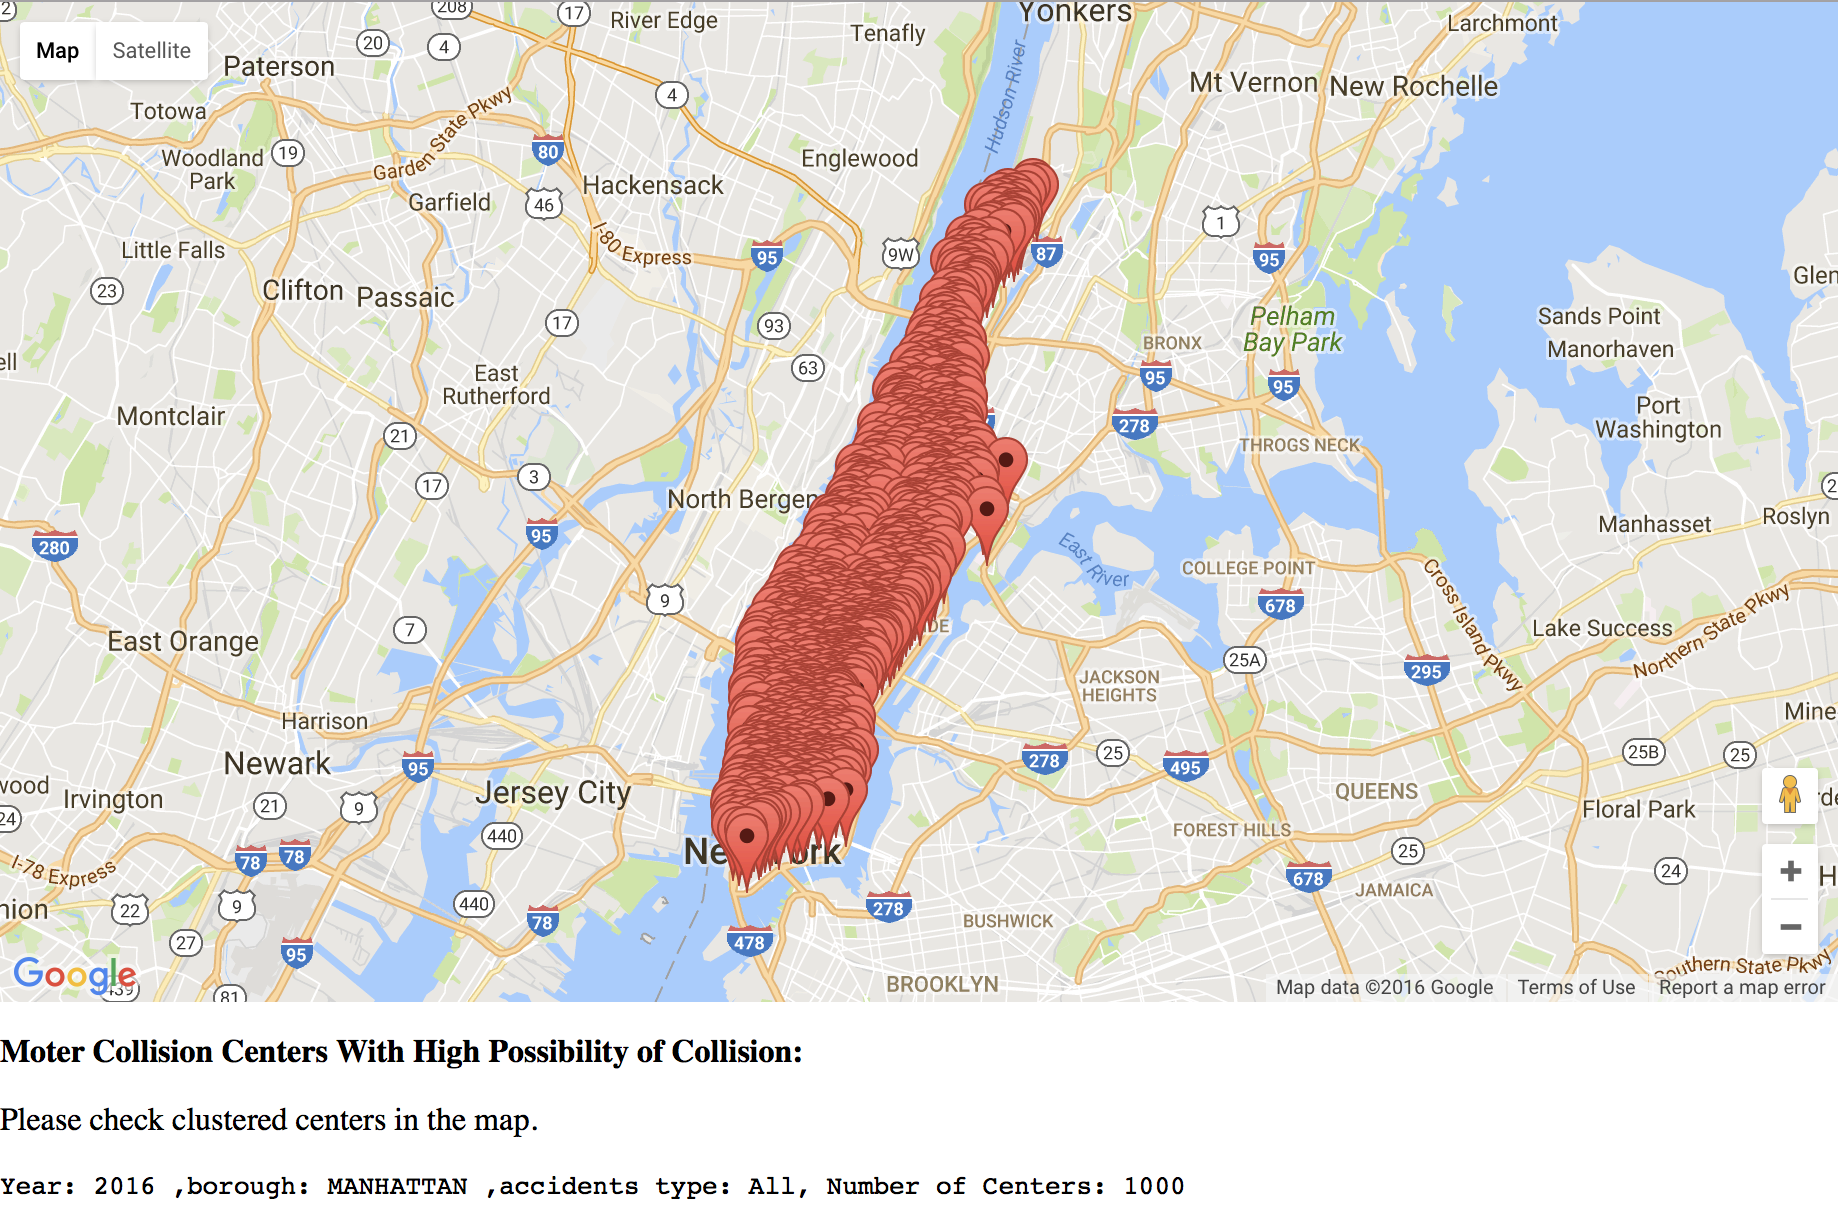 2
208
17
River Edge
Tenafly
Yonkers
Larchmont
Map
Satellite
20
4
Paterson
Hudson River
Mt Vernon
New Rochelle
4
Totowa
Garden State Pkwy
Woodland
Park
19
80
Englewood
Hackensack
Garfield
46
1
Little Falls
I-80 Express
95
9W
87
95
Glen
23
Clifton
Passaic
17
93
Pelham
Bay Park
Sands Point
Manorhaven
BRONX
ell
63
East
Rutherford
95
95
Montclair
21
278
Port
Washington
THROGS NECK
17
3
North Bergen
2
280
95
Manhasset
Roslyn
East River
COLLEGE POINT
Cross Island Pkwy
9
678
Northern State Pkwy
East Orange
7
IDE
Lake Success
25A
295
JACKSON
HEIGHTS
Harrison
Mine
Newark
95
278
25
495
25B
25
wood
Irvington
21
9
Jersey City
QUEENS
Floral Park
rde
24
440
FOREST HILLS
I-78 Express
78
78
Ne
ork
25
678
24
JAMAICA
H
nion
22
9
440
78
278
BUSHWICK
27
95
478
Google
439
81
BROOKLYN
Southern State Pkwy
Map data ©2016 Google
Terms of Use
Report a map error
Moter Collision Centers With High Possibility of Collision:
Please check clustered centers in the map.
Year: 2016 ,borough: MANHATTAN ,accidents type: All, Number of Centers: 1000